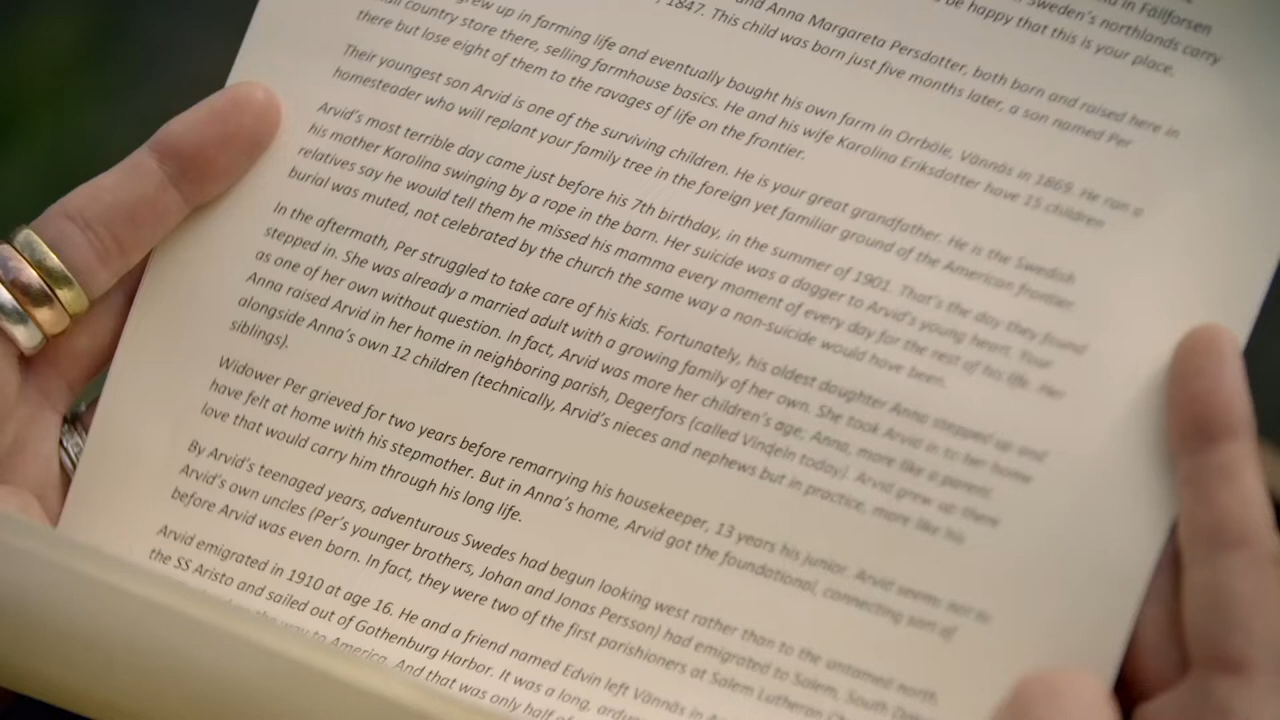 in Fällforsen
Sweden's northlands carry
be happy that this is your place,
and Anna Margareta Persdotter, both born and raised here in
, 1847. This child was born just five months later, a son named Per
grew up in farming life and eventually bought his own farm in Orrböle, Vännäs in 1869. He ran a
country store there, selling farmhouse basics. He and his wife Karolina Eriksdotter have 15 children
there but lose eight of them to the ravages of life on the frontier.
Their youngest son Arvid is one of the surviving children. He is your great grandfather. He is the Swedish
homesteader who will replant your family tree in the foreign yet familiar ground of the American frontier.
Arvid's most terrible day came just before his 7th birthday, in the summer of 1901. That's the day they found
his mother Karolina swinging by a rope in the barn. Her suicide was a dagger to Arvid's young heart. Your
relatives say he would tell them he missed his mamma every moment of every day for the rest of his life. Her
burial was muted, not celebrated by the church the same way a non-suicide would have been.
In the aftermath, Per struggled to take care of his kids. Fortunately, his oldest daughter Anna stepped up and
stepped in. She was already a married adult with a growing family of her own. She took Arvid in to her home
as one of her own without question. In fact, Arvid was more her children's age; Anna, more like a parent.
Anna raised Arvid in her home in neighboring parish, Degerfors (called Vindeln today). Arvid grew up there
alongside Anna's own 12 children (technically, Arvid's nieces and nephews but in practice, more like his
siblings).
Widower Per grieved for two years before remarrying his housekeeper, 13 years his junior. Arvid seems not to
have felt at home with his stepmother. But in Anna's home, Arvid got the foundational, connecting sort of
love that would carry him through his long life.
By Arvid's teenaged years, adventurous Swedes had begun looking west rather than to the untamed north.
Arvid's own uncles (Per's younger brothers, Johan and Jonas Persson) had emigrated to Salem, South Dakota
before Arvid was even born. In fact, they were two of the first parishioners at Salem Lutheran
Arvid emigrated in 1910 at age 16. He and a friend named Edvin left Vännäs in
the SS Aristo and sailed out of Gothenburg Harbor. It was a long,
the way to America. And that was only half of